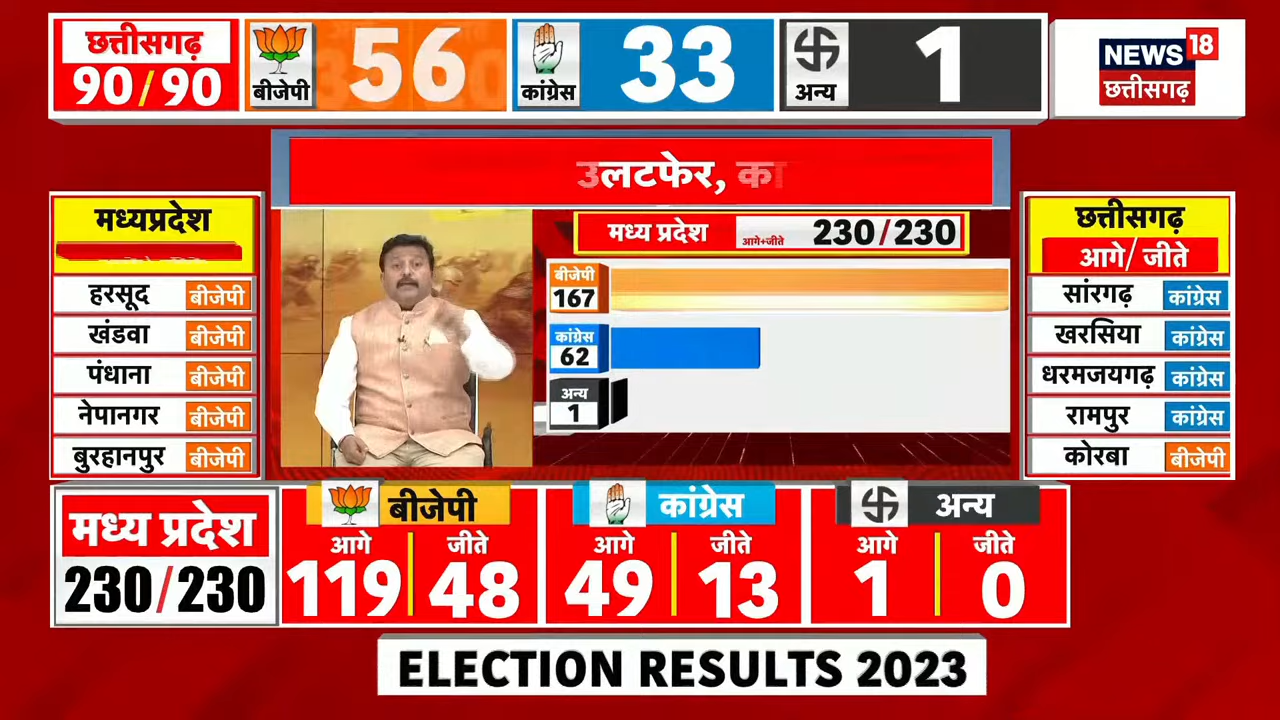 छत्तीसगढ़
90/90
बीजेपी
56
कांग्रेस
33
अन्य
1
NEWS 18
छत्तीसगढ़
उलटफेर, का
मध्यप्रदेश
हरसूद बीजेपी
खंडवा बीजेपी
पंधाना बीजेपी
नेपानगर बीजेपी
बुरहानपुर बीजेपी
मध्य प्रदेश आगे+जीते 230/230
बीजेपी
167
कांग्रेस
62
अन्य
1
छत्तीसगढ़
आगे/ जीते
सांरगढ़ कांग्रेस
खरसिया कांग्रेस
धरमजयगढ़ कांग्रेस
रामपुर कांग्रेस
कोरबा बीजेपी
मध्य प्रदेश
230/230
बीजेपी
आगे जीते
119 48
कांग्रेस
आगे जीते
49 13
अन्य
आगे जीते
1 0
ELECTION RESULTS 2023